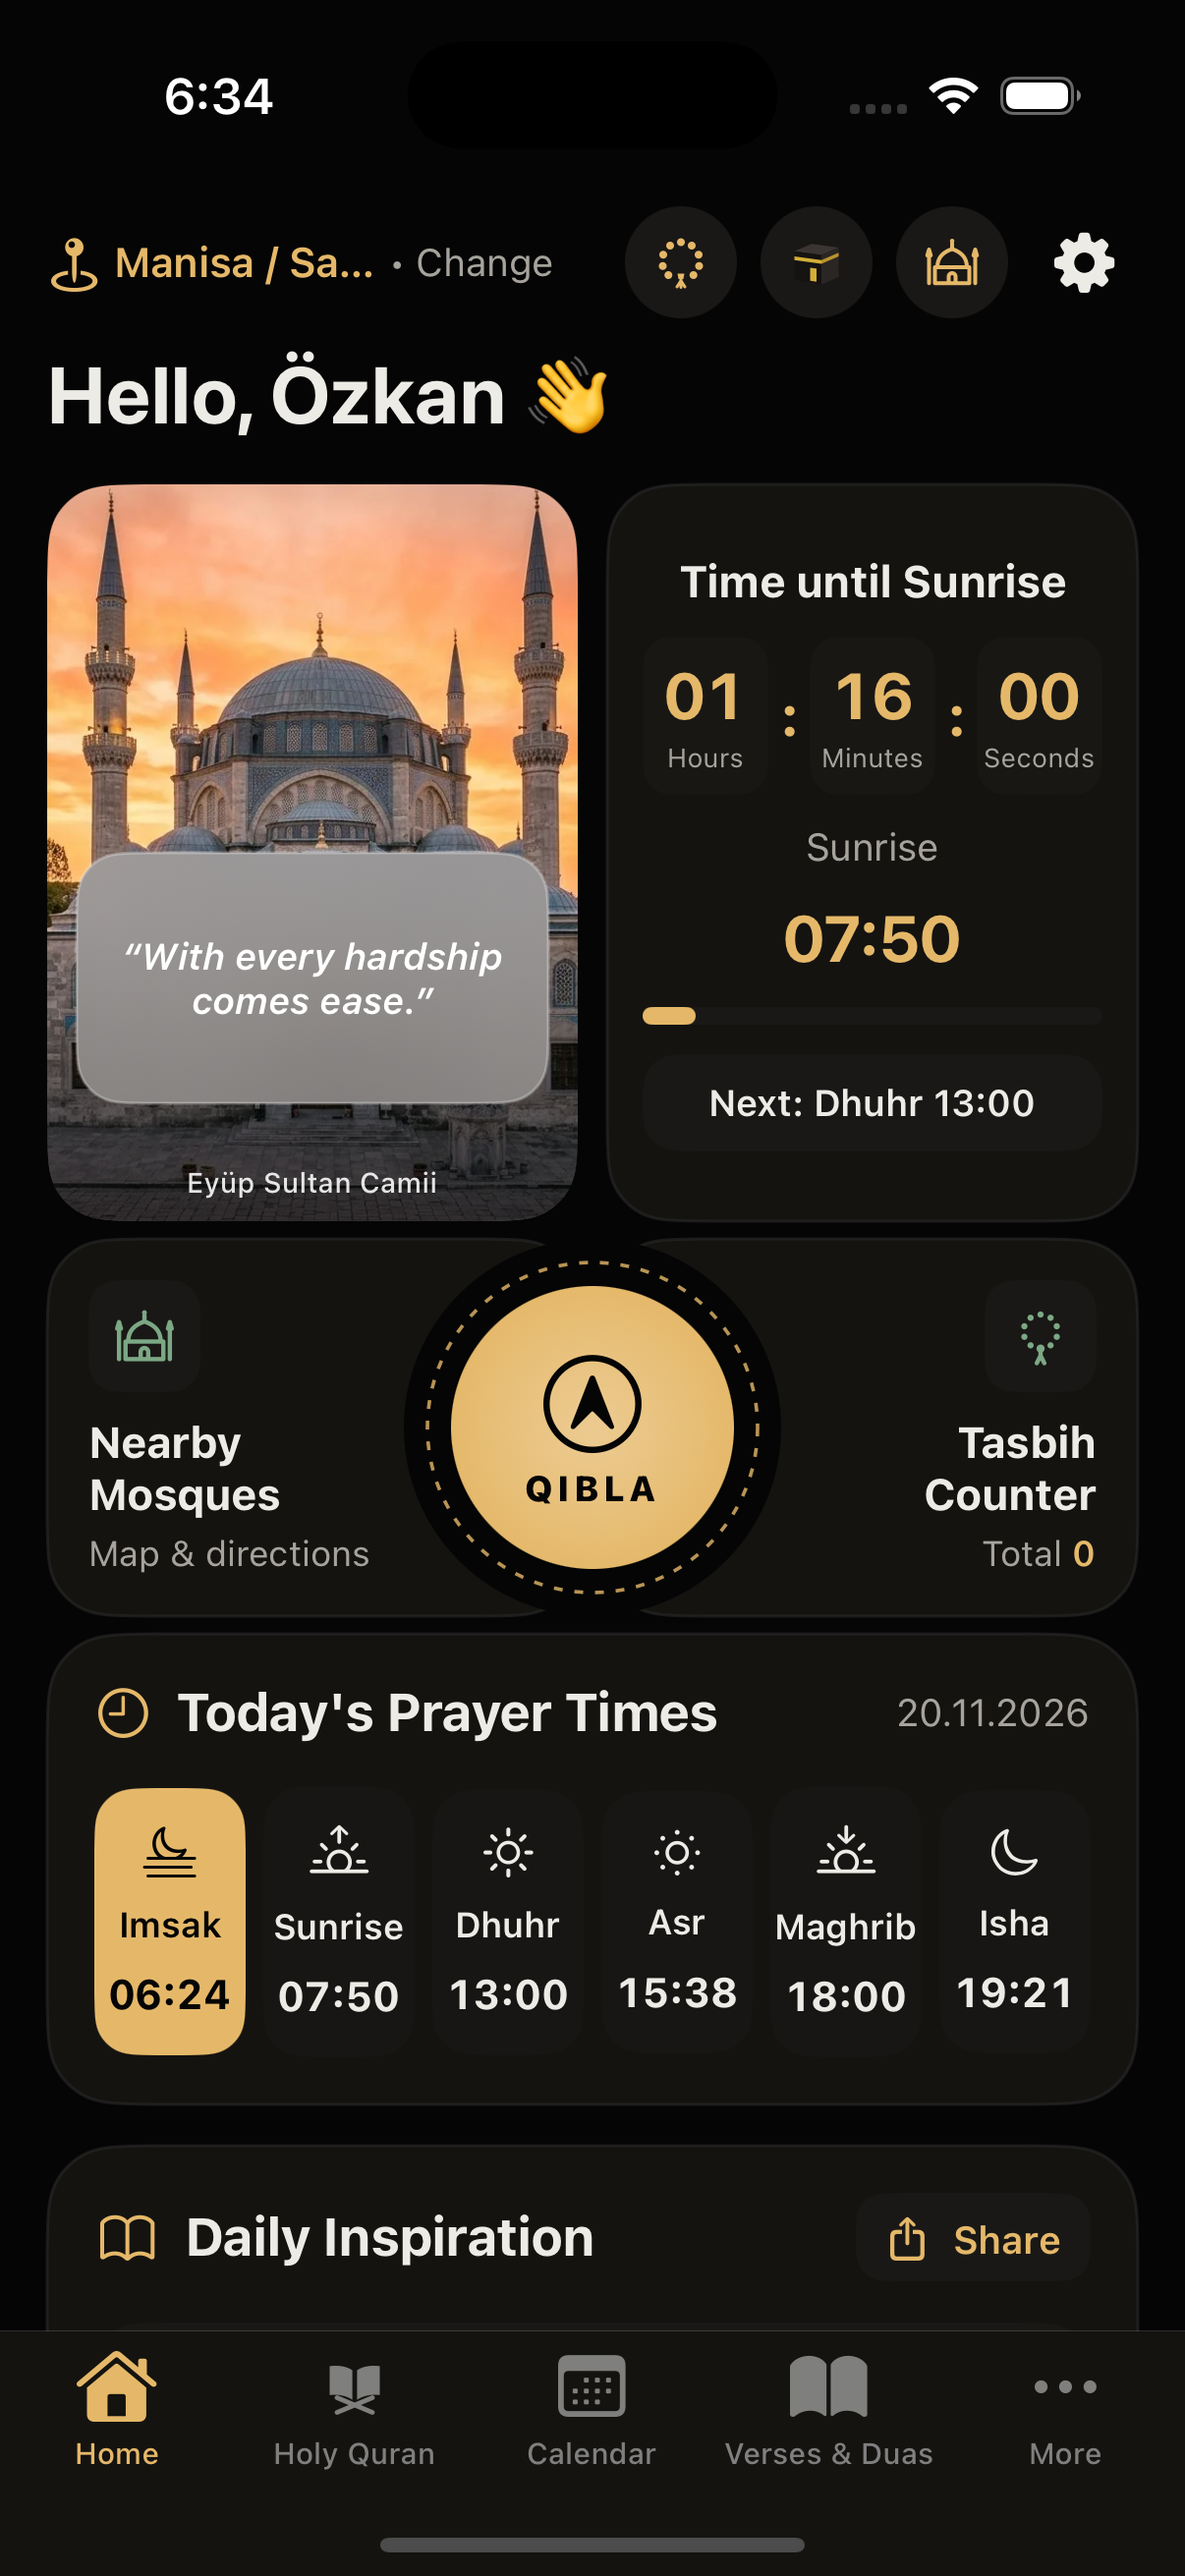 6:34
Manisa / Sa... • Change
Hello, Özkan 👋
“With every hardship
comes ease.”
Eyüp Sultan Camii
Time until Sunrise
01 : 16 : 00
Hours Minutes Seconds
Sunrise
07:50
Next: Dhuhr 13:00
Nearby
Mosques
Map & directions
QIBLA
Tasbih
Counter
Total 0
Today's Prayer Times 20.11.2026
Imsak Sunrise Dhuhr Asr Maghrib Isha
06:24 07:50 13:00 15:38 18:00 19:21
Daily Inspiration Share
Home Holy Quran Calendar Verses & Duas More